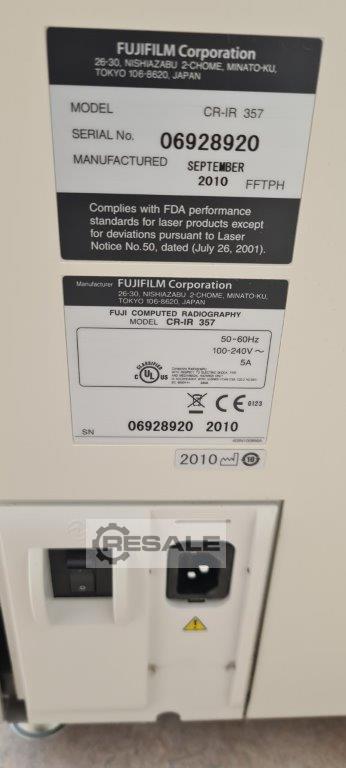 FUJIFILM Corporation
26-30, NISHIAZABU 2-CHOME, MINATO-KU,
TOKYO 106-8620, JAPAN
MODEL CR-IR 357
SERIAL No. 06928920
MANUFACTURED SEPTEMBER
2010 FFTPH
Complies with FDA performance
standards for laser products except
for deviations pursuant to Laser
Notice No.50, dated (July 26, 2001).
Manufacturer FUJIFILM Corporation
26-30, NISHIAZABU 2-CHOME, MINATO-KU,
TOKYO 106-8620, JAPAN
FUJI COMPUTED RADIOGRAPHY
MODEL CR-IR 357
50-60Hz
100-240V～
5A
CLASSIFIED
C UL US
CE 0123
SN 06928920 2010
2010 10
RESALE